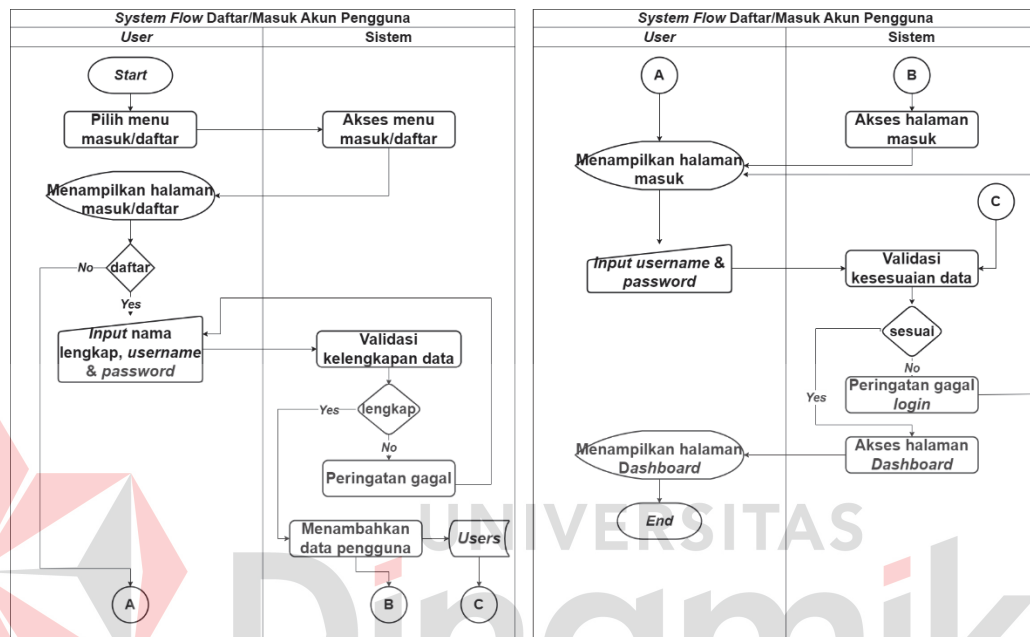 System Flow Daftar/Masuk Akun Pengguna
User
Sistem
Start
Pilih menu
masuk/daftar
Akses menu
masuk/daftar
Menampilkan halaman
masuk/daftar
No
daftar
Yes
Input nama
lengkap, username
& password
Validasi
kelengkapan data
Yes
lengkap
No
Peringatan gagal
Menambahkan
data pengguna
Users
A
B
C
System Flow Daftar/Masuk Akun Pengguna
User
Sistem
A
B
Akses halaman
masuk
Menampilkan halaman
masuk
C
Input username &
password
Validasi
kesesuaian data
sesuai
No
Yes
Peringatan gagal
login
Menampilkan halaman
Dashboard
Akses halaman
Dashboard
End
UNIVERSITAS
Dinamik